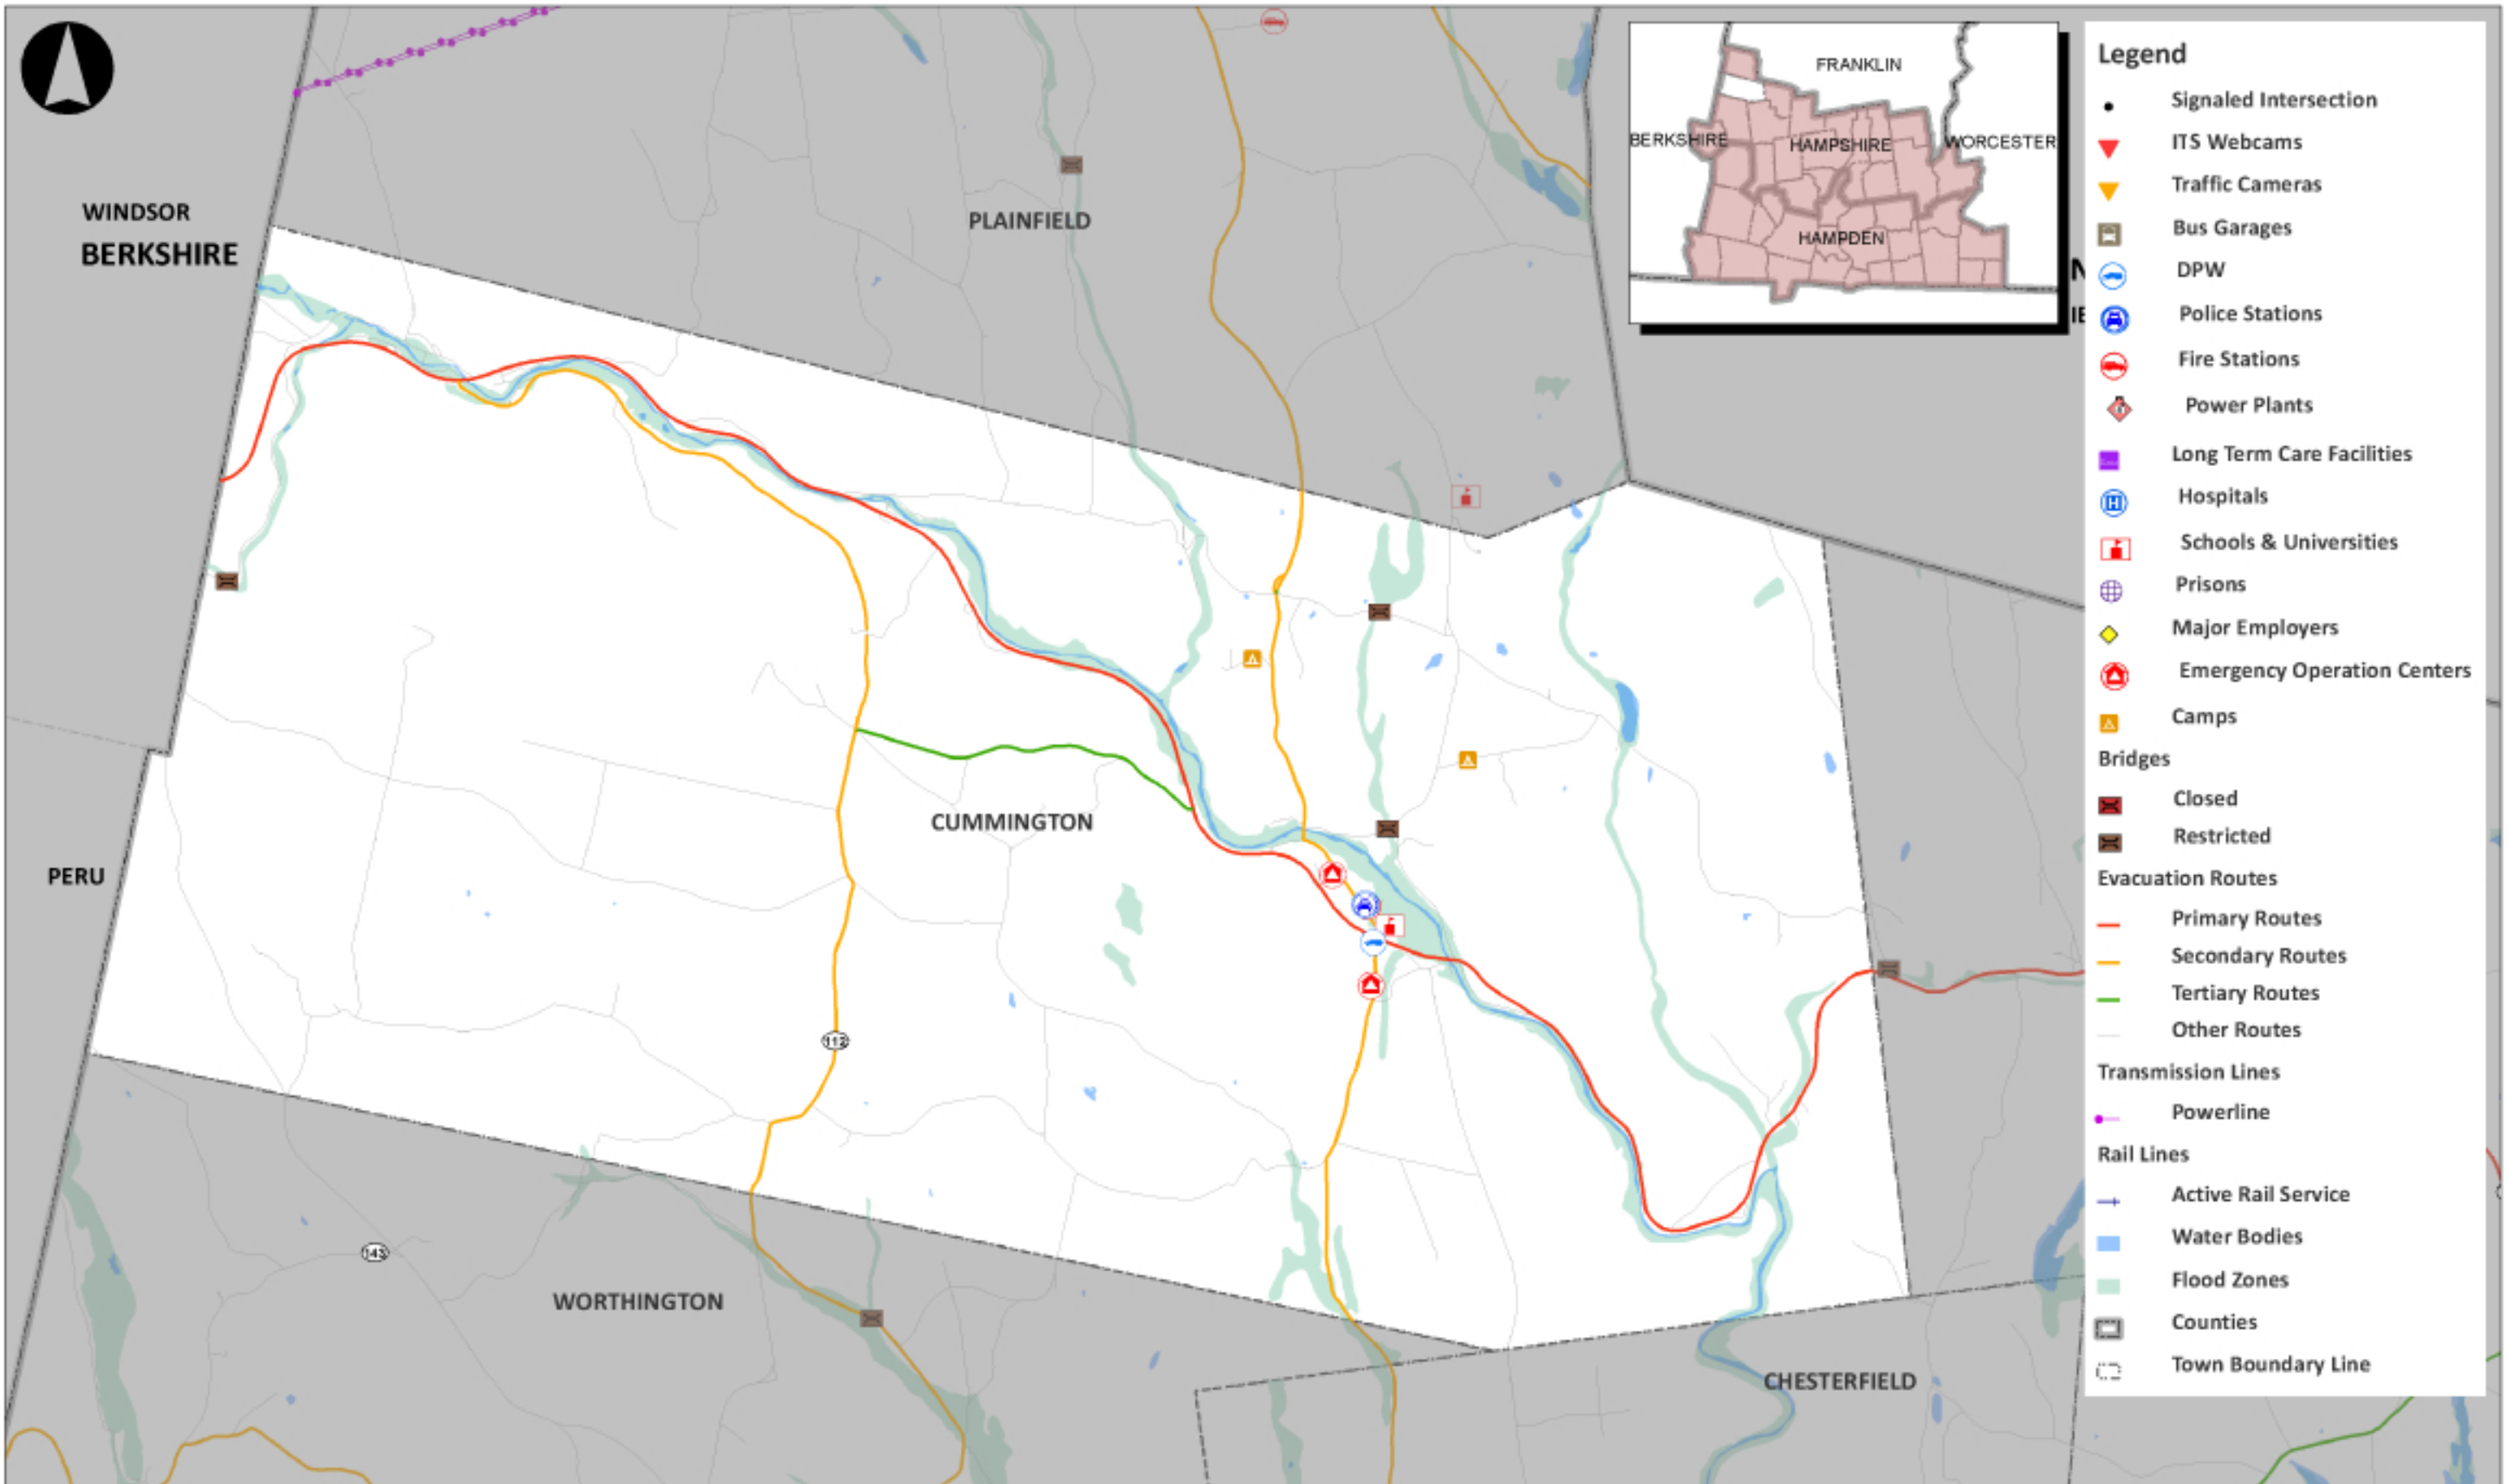 WINDSOR
BERKSHIRE
PLAINFIELD
PERU
CUMMINGTON
112
143
WORTHINGTON
CHESTERFIELD
FRANKLIN
BERKSHIRE
HAMPSHIRE
WORCESTER
HAMPDEN
Legend
Signaled Intersection
ITS Webcams
Traffic Cameras
Bus Garages
DPW
Police Stations
Fire Stations
Power Plants
Long Term Care Facilities
Hospitals
Schools & Universities
Prisons
Major Employers
Emergency Operation Centers
Camps
Bridges
Closed
Restricted
Evacuation Routes
Primary Routes
Secondary Routes
Tertiary Routes
Other Routes
Transmission Lines
Powerline
Rail Lines
Active Rail Service
Water Bodies
Flood Zones
Counties
Town Boundary Line